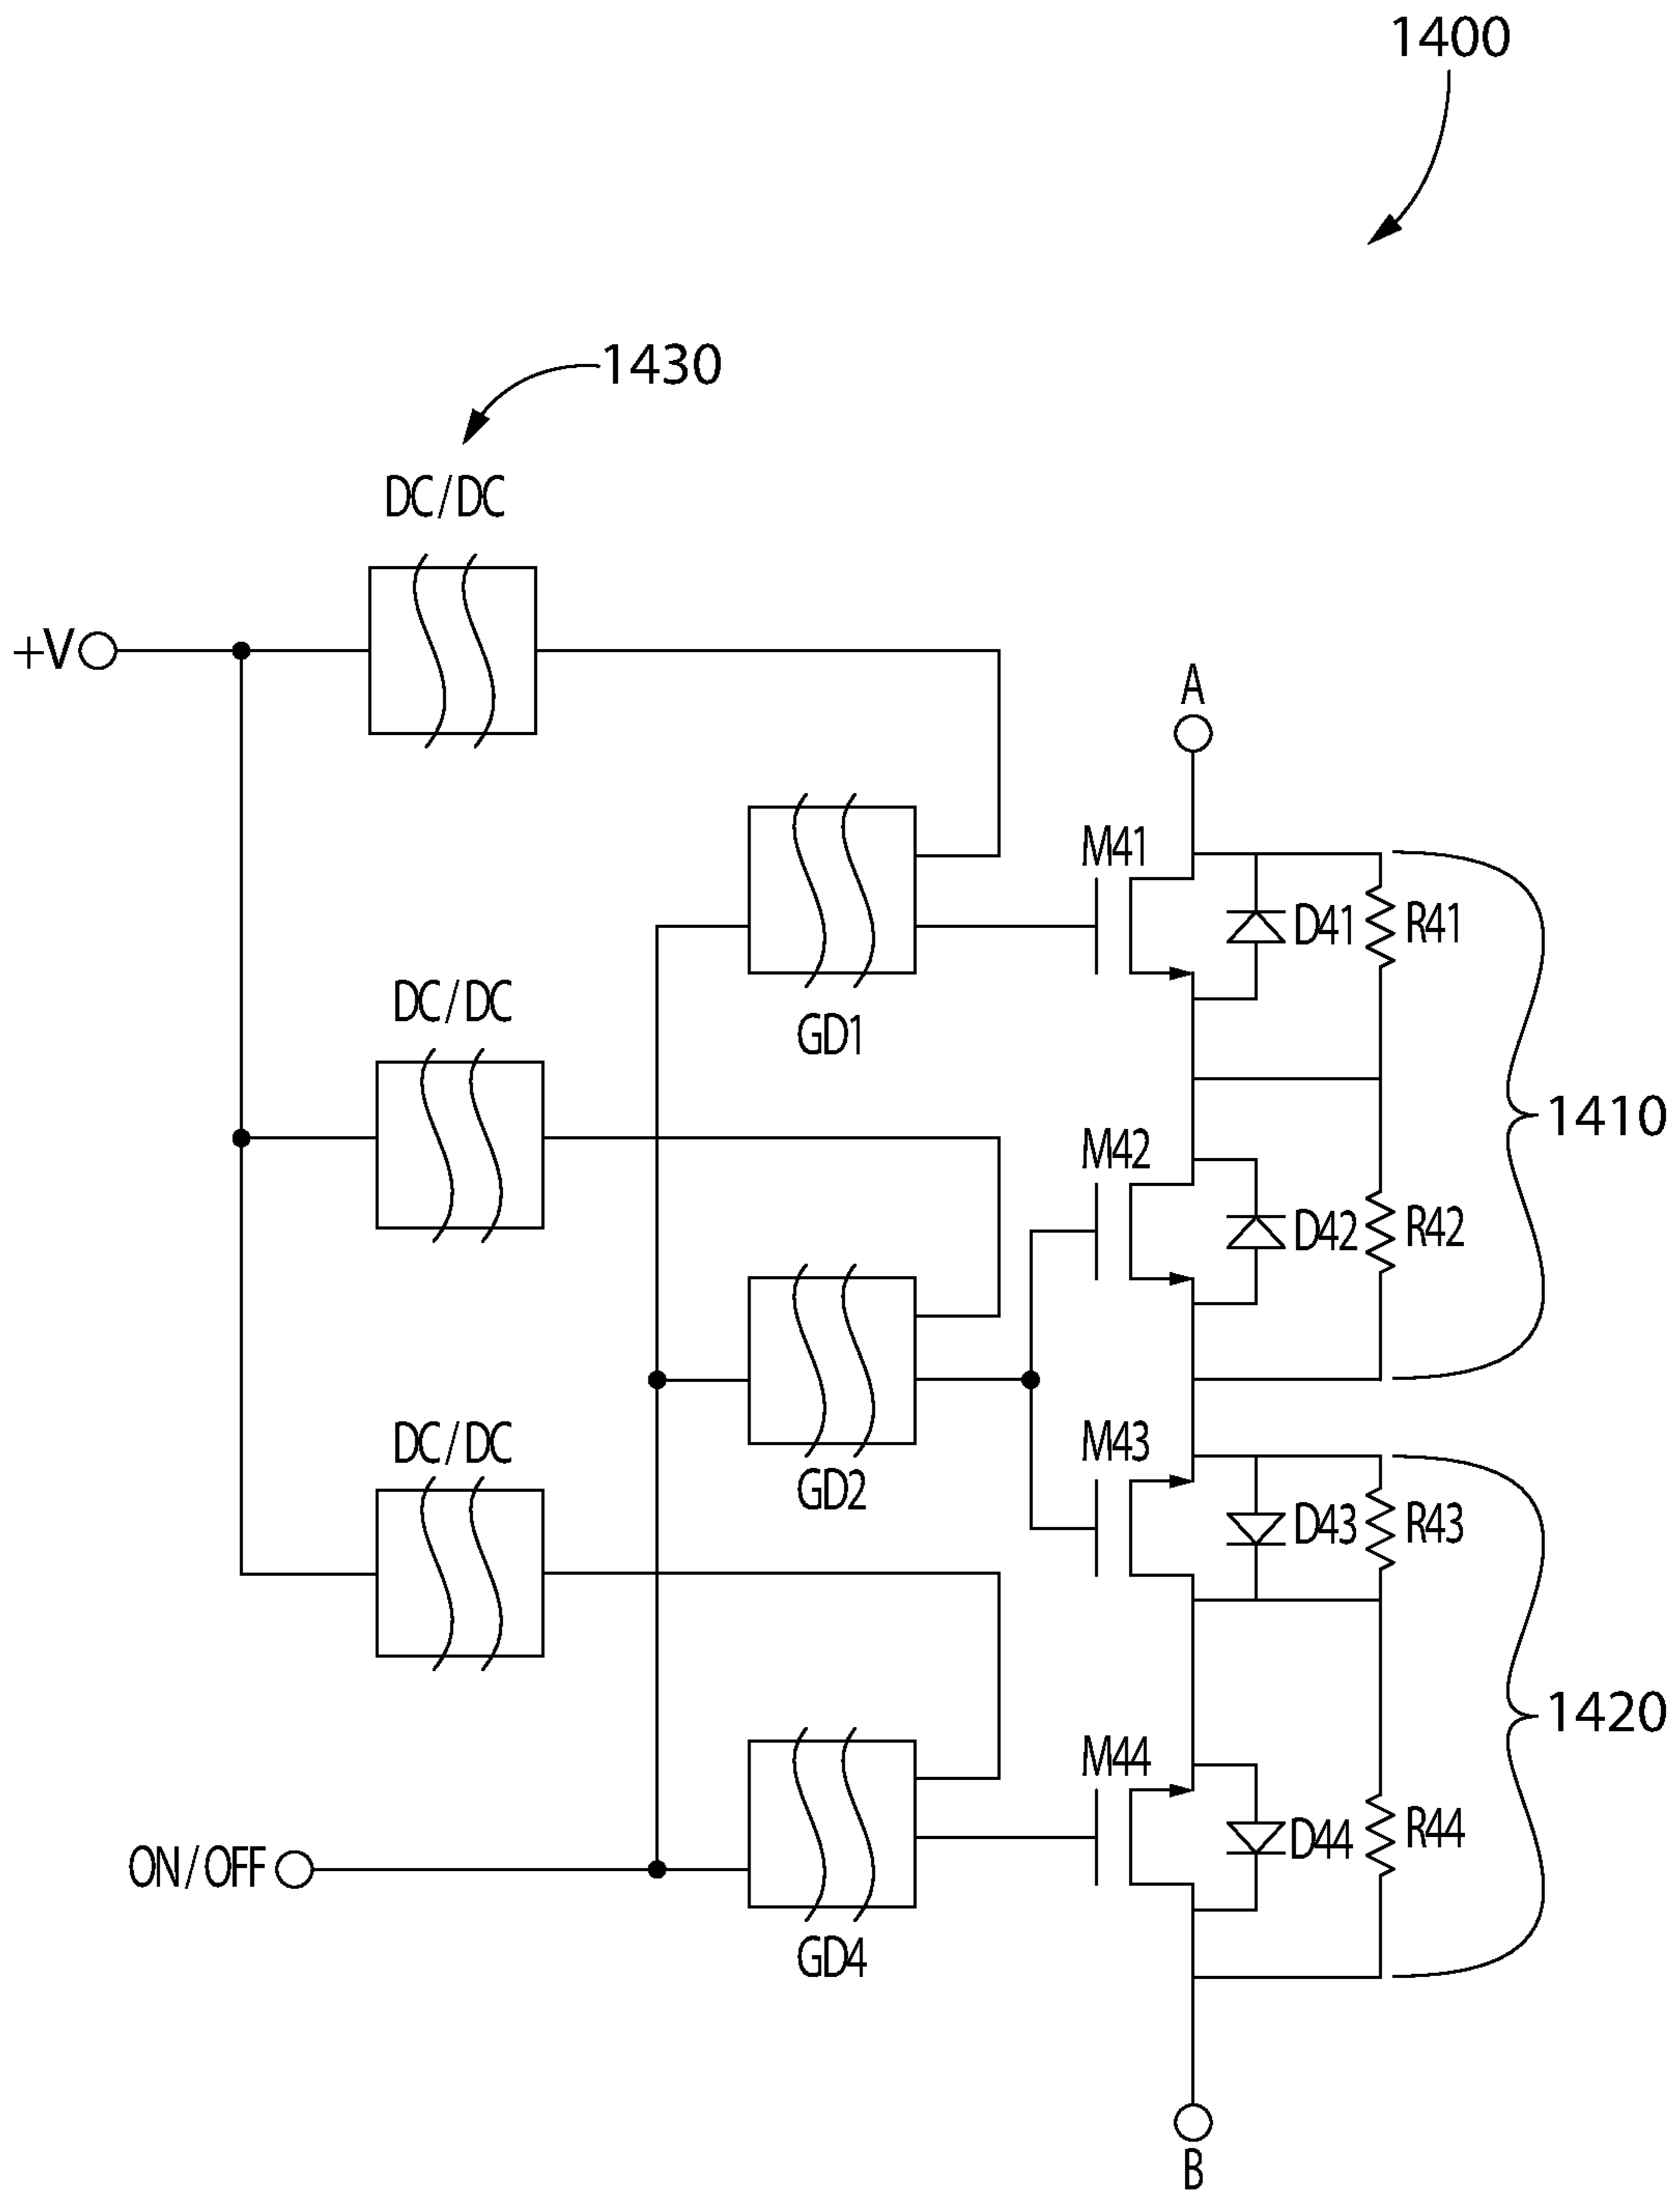 1400
1430
DC/DC
+V
A
M41
D41
R41
GD1
DC/DC
1410
M42
D42
R42
DC/DC
M43
GD2
D43
R43
1420
M44
D44
R44
ON/OFF
GD4
B